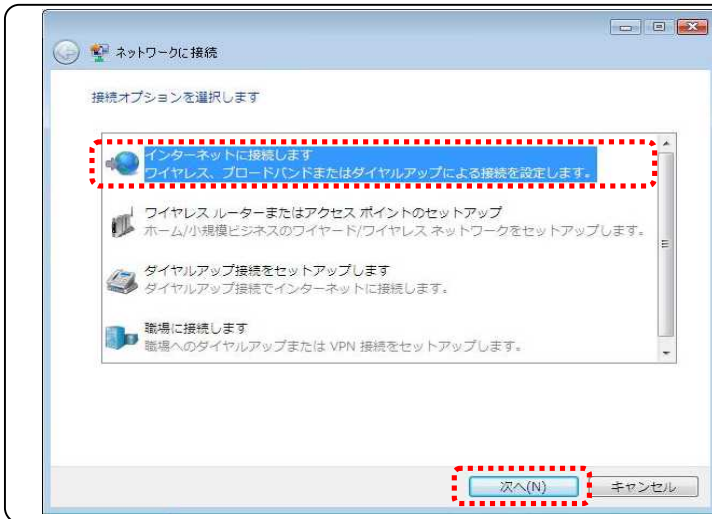 ネットワークに接続
接続オプションを選択します
インターネットに接続します
ワイヤレス、ブロードバンドまたはダイヤルアップによる接続を設定します。
ワイヤレス ルーターまたはアクセス ポイントのセットアップ
ホーム/小規模ビジネスのワイヤード/ワイヤレス ネットワークをセットアップします。
ダイヤルアップ接続をセットアップします
ダイヤルアップ接続でインターネットに接続します。
職場に接続します
職場へのダイヤルアップまたは VPN 接続をセットアップします。
次へ(N)
キャンセル